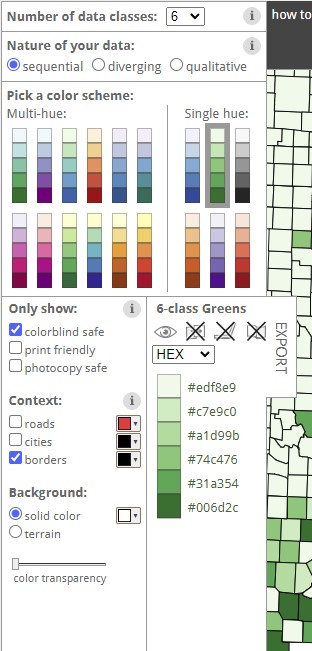 Number of data classes: 6 i
how to
Nature of your data: i
sequential diverging qualitative
Pick a color scheme:
Multi-hue: Single hue:
Only show: i
colorblind safe
print friendly
photocopy safe
Context: i
roads
cities
borders
Background:
solid color
terrain
color transparency
6-class Greens
HEX
EXPORT
#edf8e9
#c7e9c0
#a1d99b
#74c476
#31a354
#006d2c